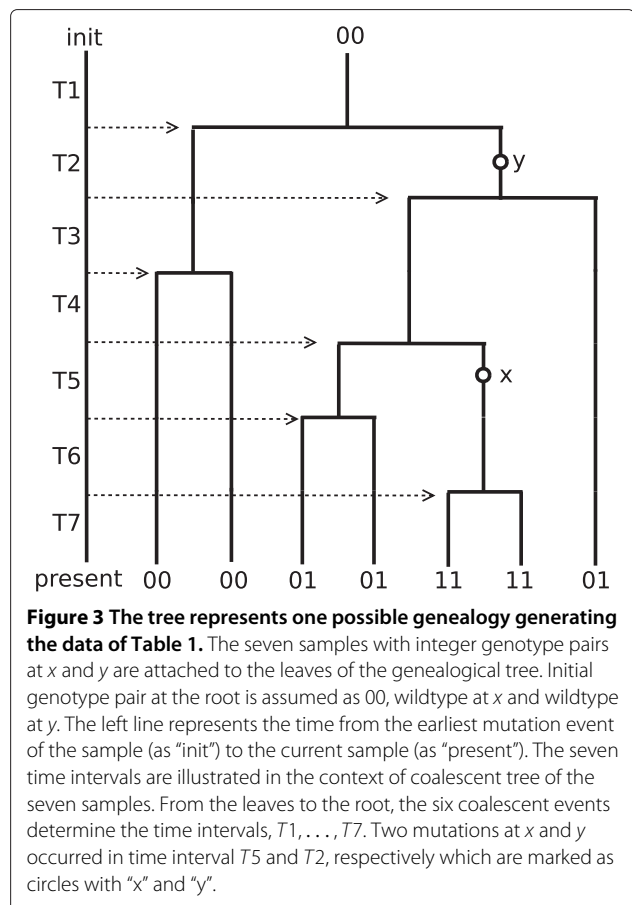 init 00
T1
T2 y
T3
T4
T5 x
T6
T7
present 00 00 01 01 11 11 01
Figure 3 The tree represents one possible genealogy generating
the data of Table 1. The seven samples with integer genotype pairs
at x and y are attached to the leaves of the genealogical tree. Initial
genotype pair at the root is assumed as 00, wildtype at x and wildtype
at y. The left line represents the time from the earliest mutation event
of the sample (as “init”) to the current sample (as “present”). The seven
time intervals are illustrated in the context of coalescent tree of the
seven samples. From the leaves to the root, the six coalescent events
determine the time intervals, T1, . . . , T7. Two mutations at x and y
occurred in time interval T5 and T2, respectively which are marked as
circles with “x” and “y”.